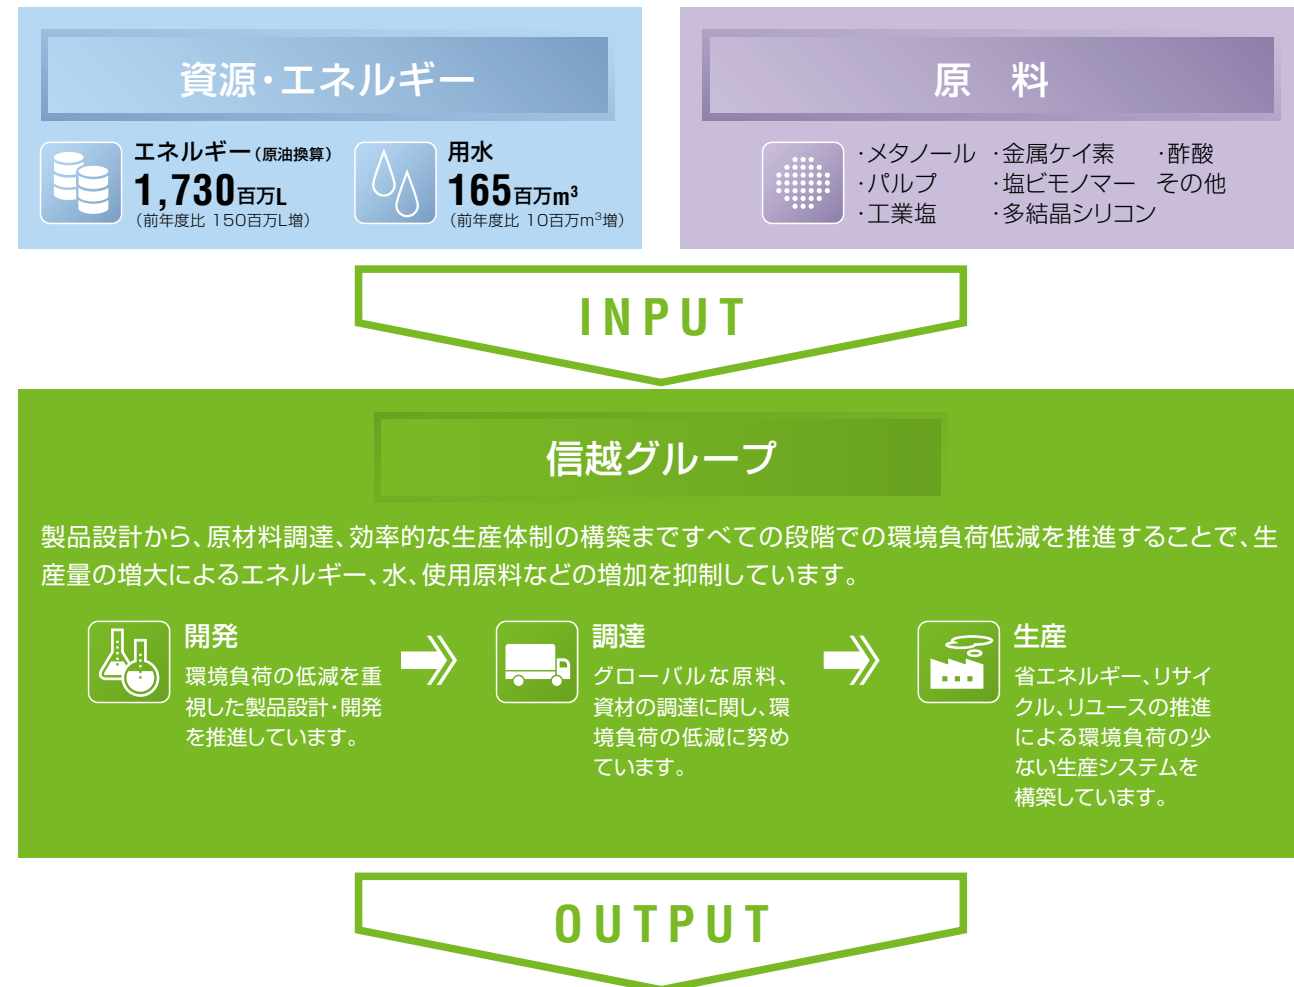 資源・エネルギー
エネルギー(原油換算)
1,730百万L
(前年度比 150百万L増)
用水
165百万m³
(前年度比 10百万m³増)
原　料
・メタノール
・パルプ
・工業塩
・金属ケイ素
・塩ビモノマー
・多結晶シリコン
・酢酸
その他
INPUT
信越グループ
製品設計から、原材料調達、効率的な生産体制の構築まですべての段階での環境負荷低減を推進することで、生
産量の増大によるエネルギー、水、使用原料などの増加を抑制しています。
開発
環境負荷の低減を重
視した製品設計・開発
を推進しています。
調達
グローバルな原料、
資材の調達に関し、環
境負荷の低減に努め
ています。
生産
省エネルギー、リサイ
クル、リユースの推進
による環境負荷の少
ない生産システムを
構築しています。
OUTPUT